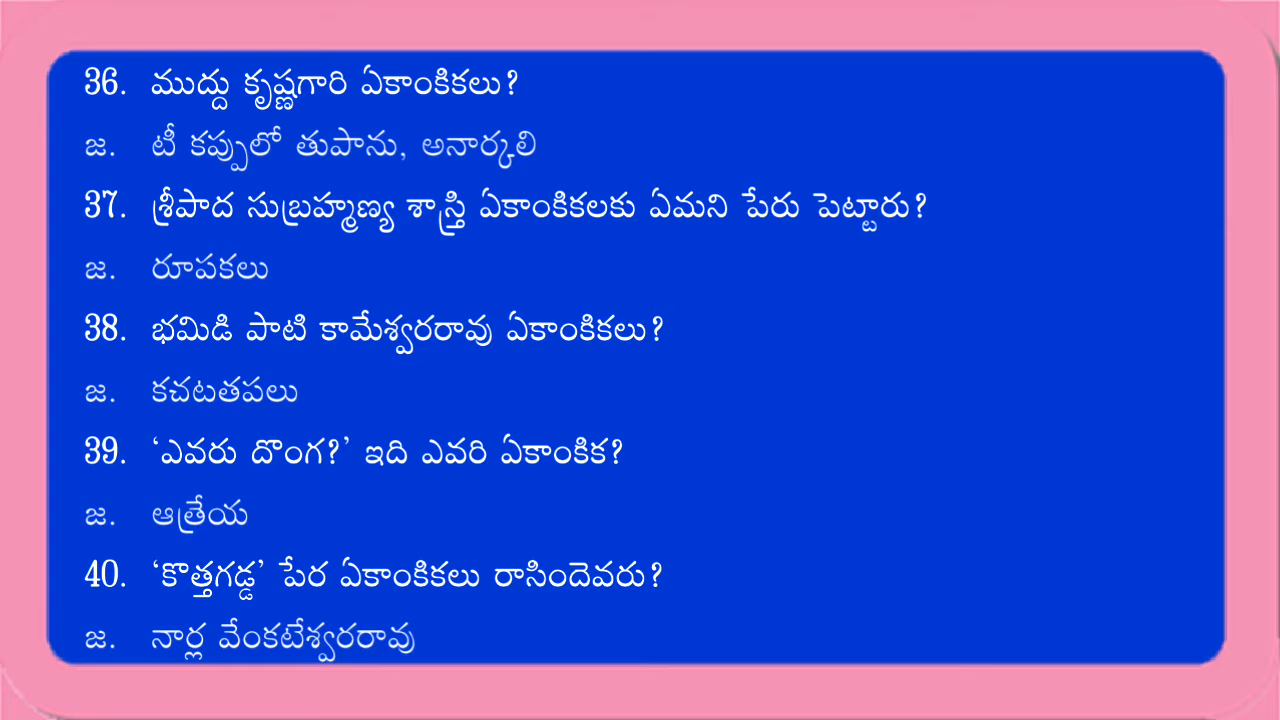 36. ముద్దు కృష్ణగారి ఏకాంకికలు?
జ. టీ కప్పులో తుపాను, అనార్కలి
37. శ్రీపాద సుబ్రహ్మణ్య శాస్త్రి ఏకాంకికలకు ఏమని పేరు పెట్టారు?
జ. రూపకలు
38. భమిడి పాటి కామేశ్వరరావు ఏకాంకికలు?
జ. కచటతపలు
39. ‘ఎవరు దొంగ?’ ఇది ఎవరి ఏకాంకిక?
జ. ఆత్రేయ
40. ‘కొత్తగడ్డ’ పేర ఏకాంకికలు రాసిందెవరు?
జ. నార్ల వేంకటేశ్వరరావు